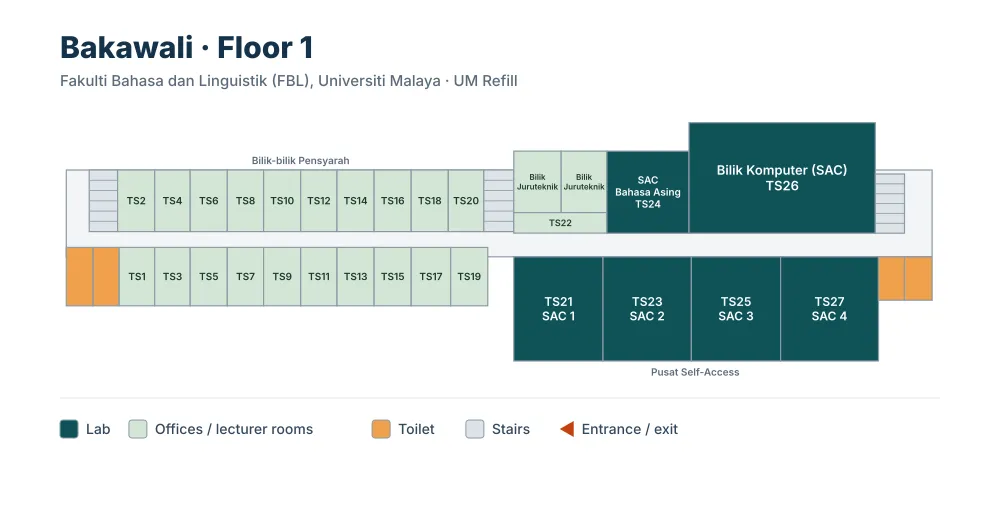 Bakawali · Floor 1
Fakulti Bahasa dan Linguistik (FBL), Universiti Malaya · UM Refill
Bilik-bilik Pensyarah
TS2
TS4
TS6
TS8
TS10
TS12
TS14
TS16
TS18
TS20
Bilik
Juruteknik
Bilik
Juruteknik
TS22
SAC
Bahasa Asing
TS24
Bilik Komputer (SAC)
TS26
TS1
TS3
TS5
TS7
TS9
TS11
TS13
TS15
TS17
TS19
TS21
SAC 1
TS23
SAC 2
TS25
SAC 3
TS27
SAC 4
Pusat Self-Access
Lab
Offices / lecturer rooms
Toilet
Stairs
Entrance / exit